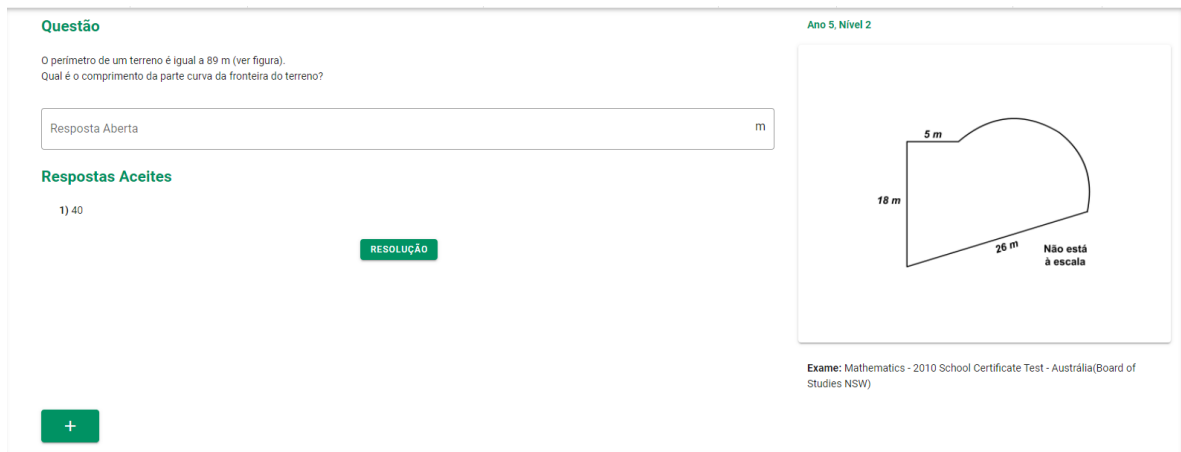 Questão
O perímetro de um terreno é igual a 89 m (ver figura).
Qual é o comprimento da parte curva da fronteira do terreno?
Resposta Aberta m
Respostas Aceites
1) 40
RESOLUÇÃO
+
Ano 5, Nível 2
5 m
18 m
26 m
Não está
à escala
Exame: Mathematics - 2010 School Certificate Test - Austrália(Board of
Studies NSW)